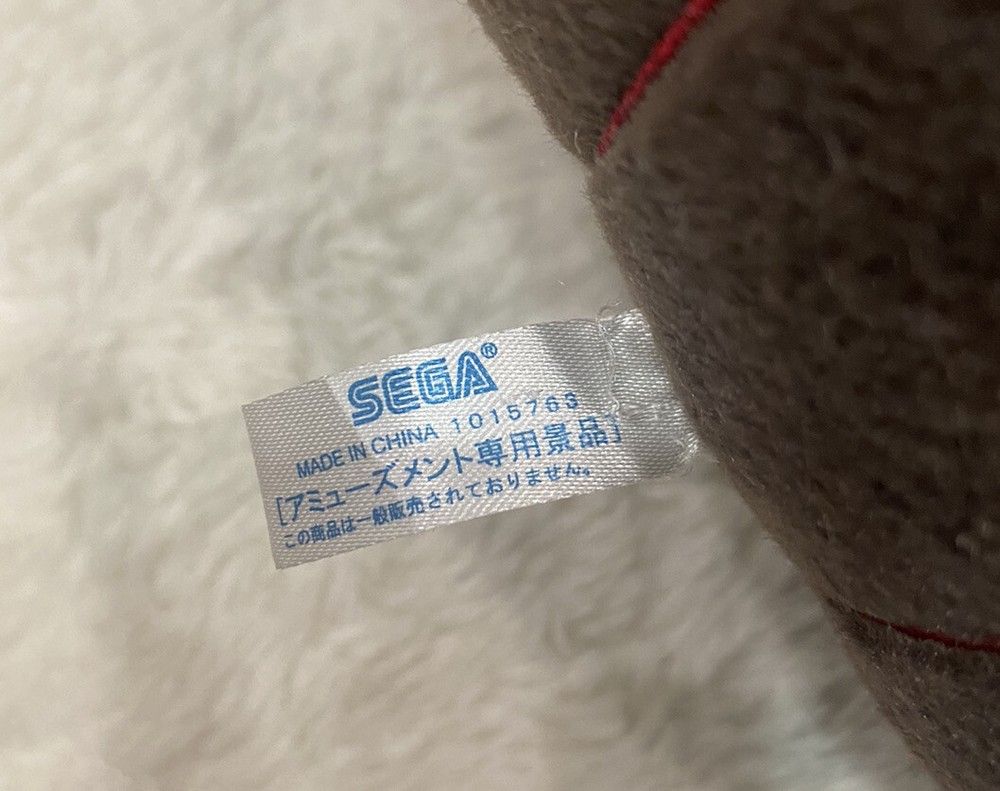 SEGA®
MADE IN CHINA 1015763
[アミューズメント専用景品]
この商品は一般販売されておりません。